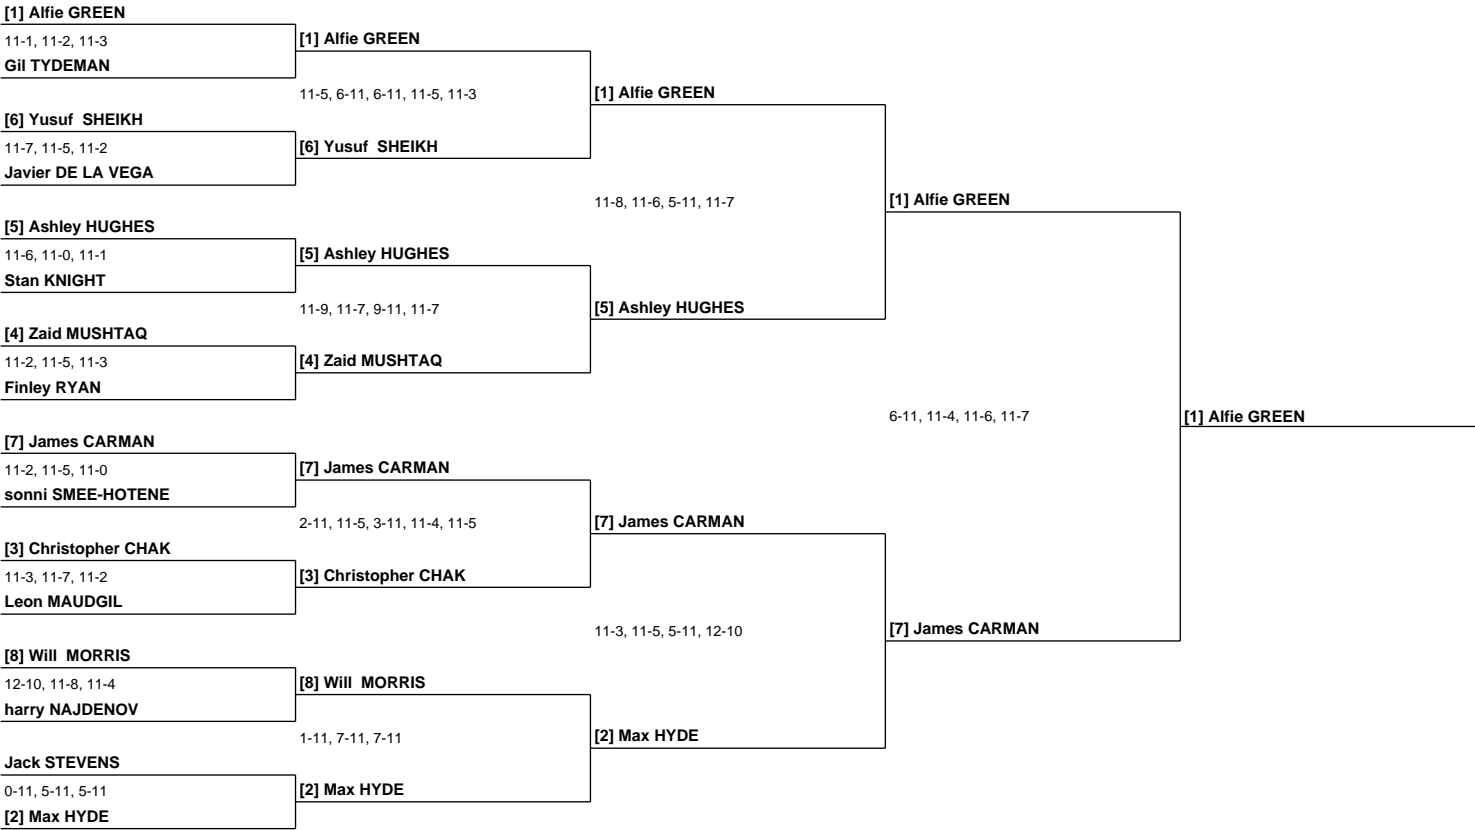 [1] Alfie GREEN
11-1, 11-2, 11-3
Gil TYDEMAN
[6] Yusuf  SHEIKH
11-7, 11-5, 11-2
Javier DE LA VEGA
[5] Ashley HUGHES
11-6, 11-0, 11-1
Stan KNIGHT
[4] Zaid MUSHTAQ
11-2, 11-5, 11-3
Finley RYAN
[7] James CARMAN
11-2, 11-5, 11-0
sonni SMEE-HOTENE
[3] Christopher CHAK
11-3, 11-7, 11-2
Leon MAUDGIL
[8] Will  MORRIS
12-10, 11-8, 11-4
harry NAJDENOV
Jack STEVENS
0-11, 5-11, 5-11
[2] Max HYDE
[1] Alfie GREEN
11-5, 6-11, 6-11, 11-5, 11-3
[6] Yusuf  SHEIKH
[5] Ashley HUGHES
11-9, 11-7, 9-11, 11-7
[4] Zaid MUSHTAQ
[7] James CARMAN
2-11, 11-5, 3-11, 11-4, 11-5
[3] Christopher CHAK
[8] Will  MORRIS
1-11, 7-11, 7-11
[2] Max HYDE
[1] Alfie GREEN
11-8, 11-6, 5-11, 11-7
[5] Ashley HUGHES
[7] James CARMAN
11-3, 11-5, 5-11, 12-10
[2] Max HYDE
[1] Alfie GREEN
6-11, 11-4, 11-6, 11-7
[7] James CARMAN
[1] Alfie GREEN